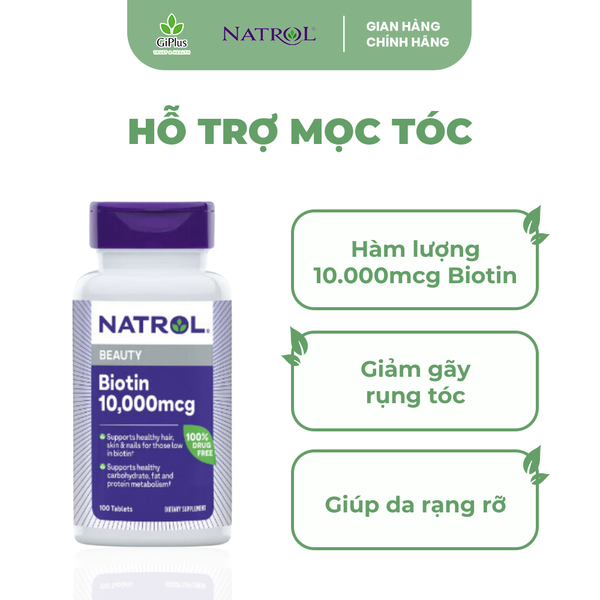 GiPlus
TRUST & HEALTH
NATROL
GIAN HÀNG
CHÍNH HÃNG
HỖ TRỢ MỌC TÓC
NATROL®
BEAUTY
Biotin
10,000mcg
Supports healthy hair,
skin & nails for those low
in biotin†
Supports healthy
carbohydrate, fat and
protein metabolism‡
100%
DRUG
FREE
100 Tablets
DIETARY SUPPLEMENT
Hàm lượng
10.000mcg Biotin
Giảm gãy
rụng tóc
Giúp da rạng rỡ